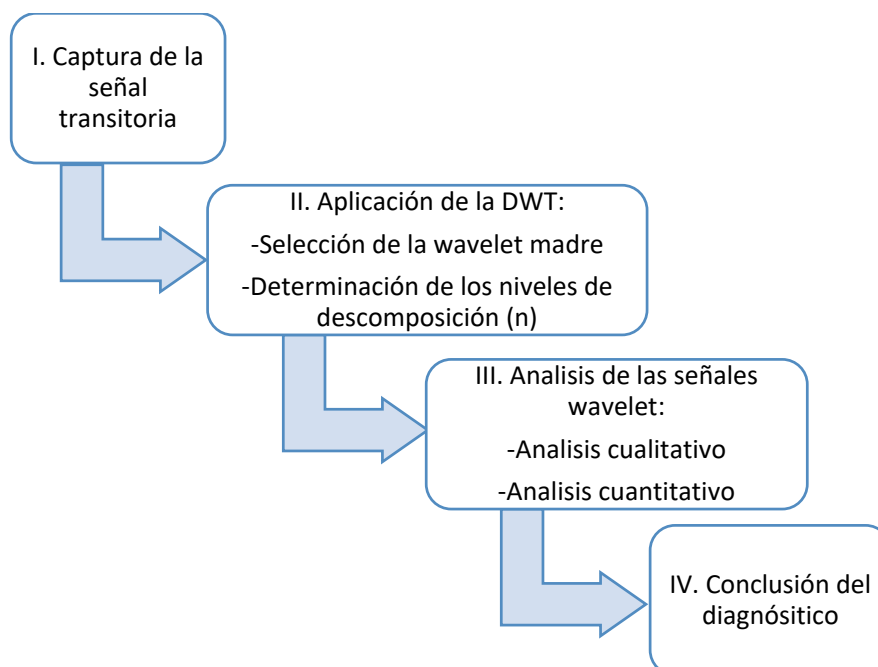 I. Captura de la
señal
transitoria
II. Aplicación de la DWT:
-Selección de la wavelet madre
-Determinación de los niveles de
descomposición (n)
III. Analisis de las señales
wavelet:
-Analisis cualitativo
-Analisis cuantitativo
IV. Conclusión del
diagnósitico